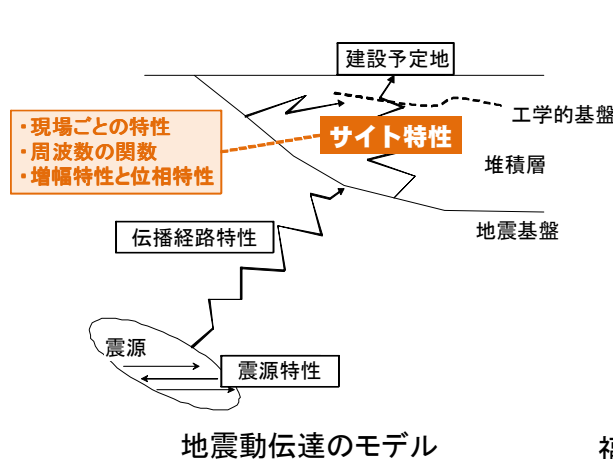 建設予定地
工学的基盤
・現場ごとの特性
・周波数の関数
・増幅特性と位相特性
サイト特性
堆積層
地震基盤
伝播経路特性
震源
震源特性
地震動伝達のモデル